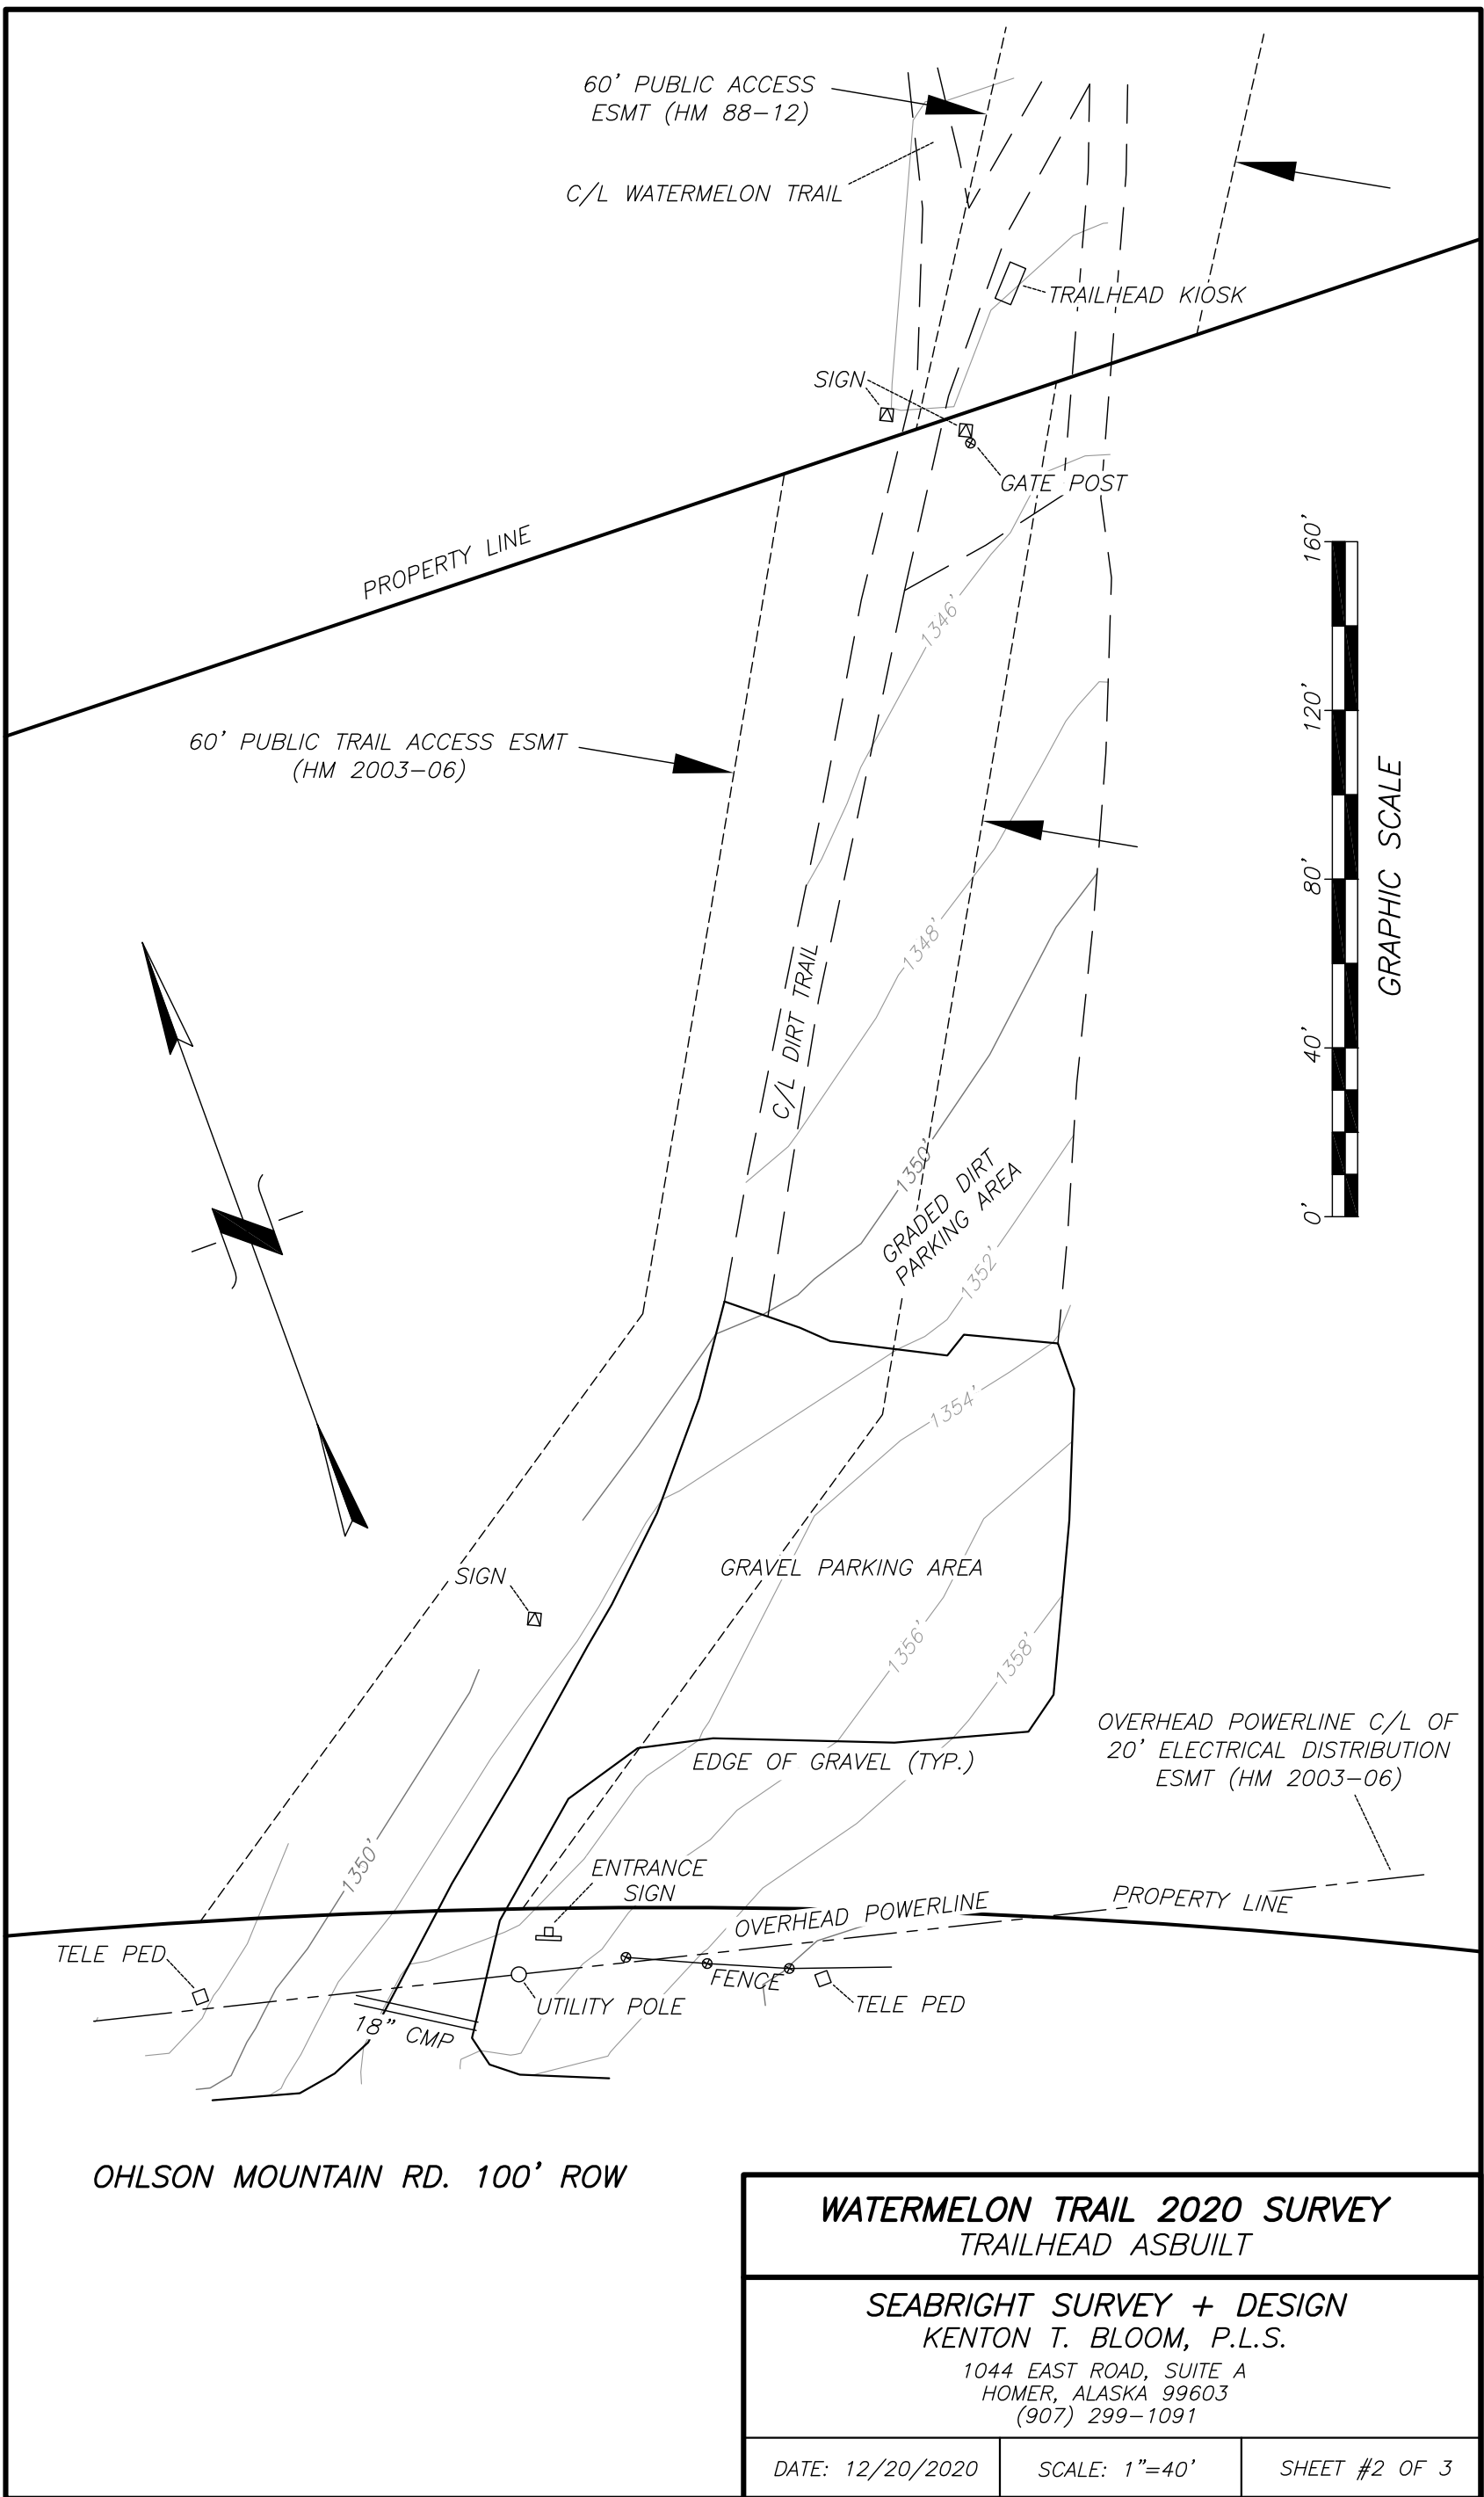 60' PUBLIC ACCESS
ESMT (HM 88-12)
C/L WATERMELON TRAIL
TRAILHEAD KIOSK
SIGN
GATE POST
PROPERTY LINE
160'
120'
80'
40'
0'
GRAPHIC SCALE
1346'
60' PUBLIC TRAIL ACCESS ESMT
(HM 2003-06)
1348'
C/L DIRT TRAIL
1350'
GRADED DIRT
PARKING AREA
1352'
1354'
GRAVEL PARKING AREA
SIGN
1356'
1358'
OVERHEAD POWERLINE C/L OF
20' ELECTRICAL DISTRIBUTION
ESMT (HM 2003-06)
EDGE OF GRAVEL (TYP.)
1350'
ENTRANCE
SIGN
OVERHEAD POWERLINE
PROPERTY LINE
TELE PED
FENCE
UTILITY POLE
TELE PED
18" CMP
OHLSON MOUNTAIN RD. 100' ROW
WATERMELON TRAIL 2020 SURVEY
TRAILHEAD ASBUILT
SEABRIGHT SURVEY + DESIGN
KENTON T. BLOOM, P.L.S.
1044 EAST ROAD, SUITE A
HOMER, ALASKA 99603
(907) 299-1091
DATE: 12/20/2020
SCALE: 1"=40'
SHEET #2 OF 3
N